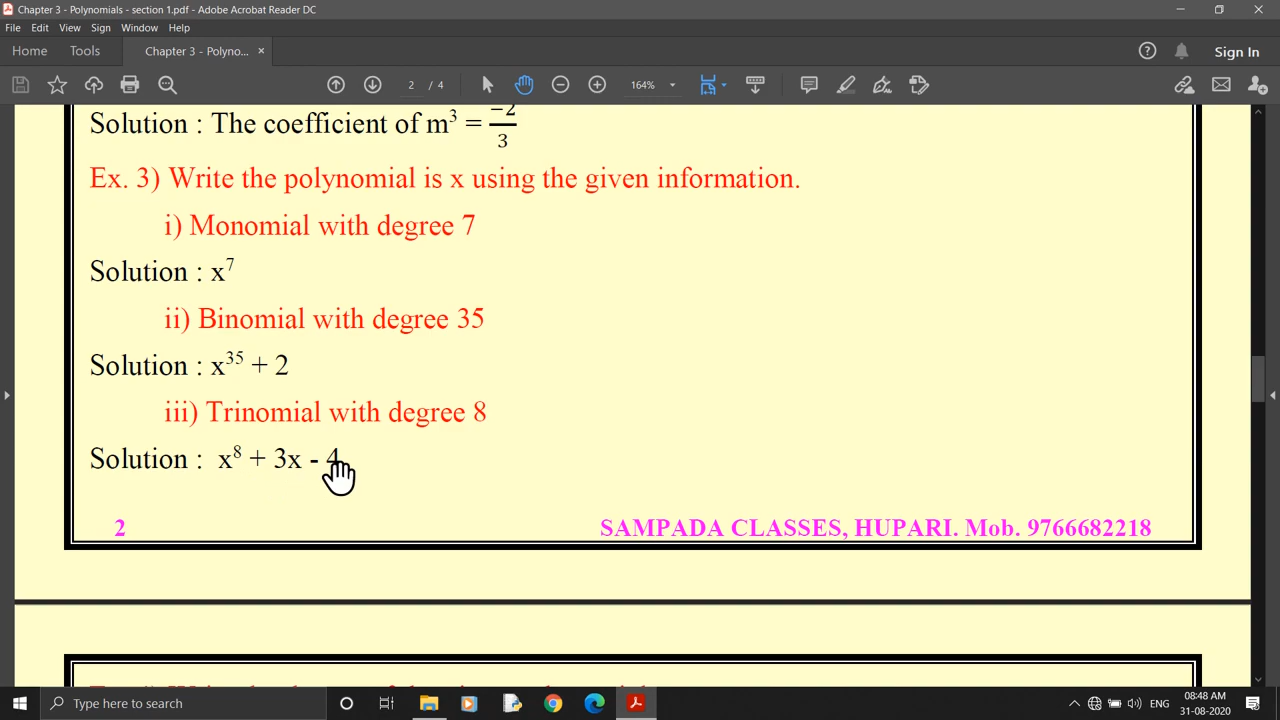 Chapter 3 - Polynomials - section 1.pdf - Adobe Acrobat Reader DC
File Edit View Sign Window Help
Home Tools Chapter 3 - Polyno... × Sign In
2 / 4 164%
Solution : The coefficient of m³ = −2/3
Ex. 3) Write the polynomial is x using the given information.
i) Monomial with degree 7
Solution : x⁷
ii) Binomial with degree 35
Solution : x³⁵ + 2
iii) Trinomial with degree 8
Solution : x⁸ + 3x - 4
2 SAMPADA CLASSES, HUPARI. Mob. 9766682218
Type here to search
ENG 08:48 AM
31-08-2020